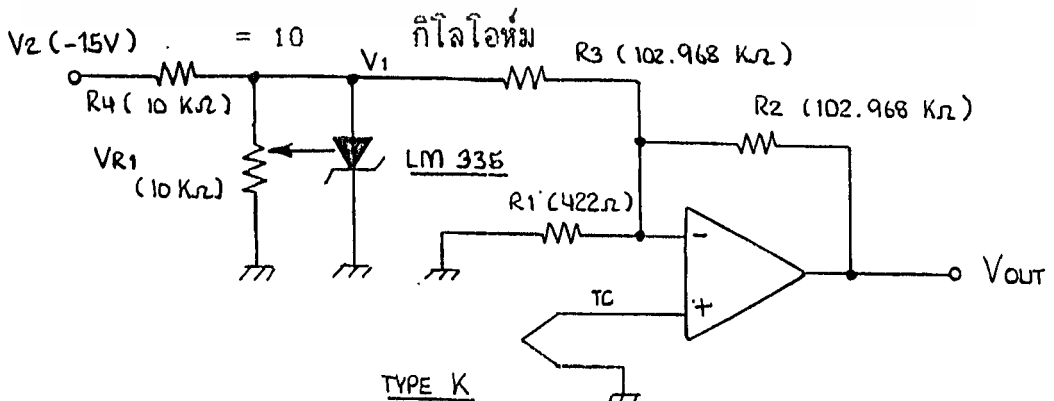 V2 (-15V) = 10 กิโลโอห์ม
V1
R3 (102.968 KΩ)
R4 ( 10 KΩ)
R2 (102.968 KΩ)
VR1
(10 KΩ)
LM 335
R1 (422Ω)
-
+
VOUT
TC
TYPE K